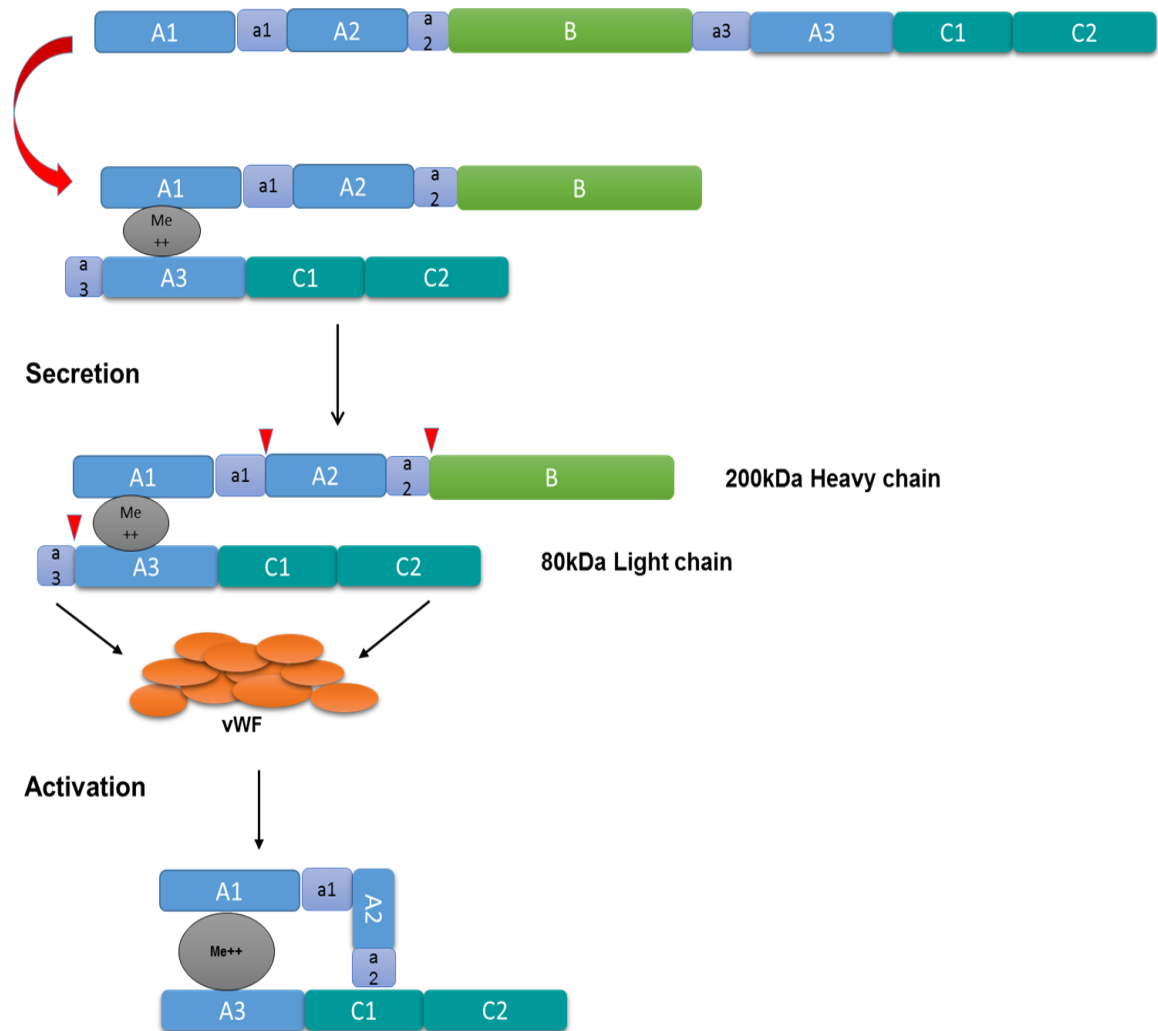 A1 a1 A2 a
2 B a3 A3 C1 C2
A1 a1 A2 a
2 B
Me
++
a
3 A3 C1 C2
Secretion
A1 a1 A2 a
2 B 200kDa Heavy chain
Me
++
a
3 A3 C1 C2 80kDa Light chain
vWF
Activation
A1 a1
A2
Me++
a
2
A3 C1 C2